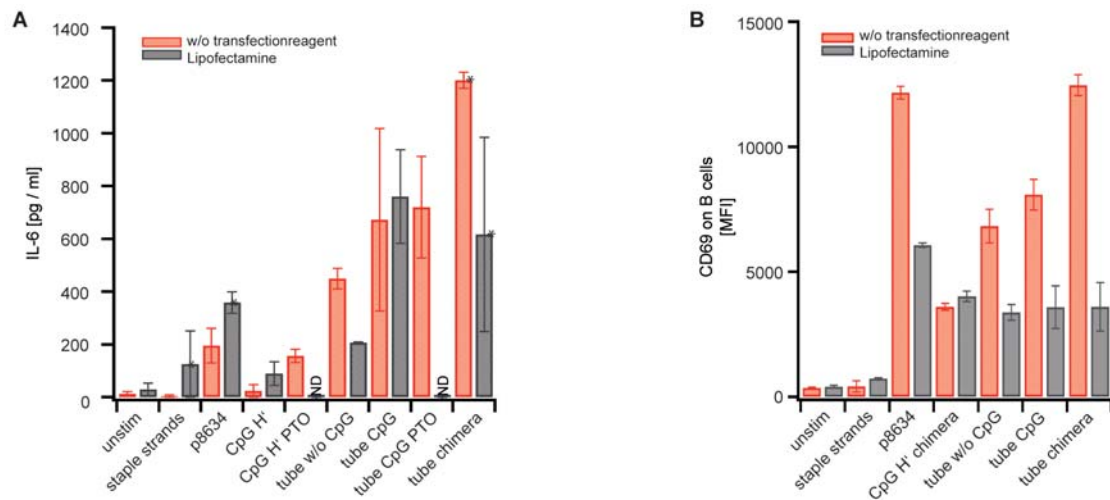 A
1400
1200
1000
800
600
400
200
0
IL-6 [pg / ml]
w/o transfectionreagent
Lipofectamine
ND
ND
unstim
staple strands
p8634
CpG H'
CpG H' PTO
tube w/o CpG
tube CpG
tube CpG PTO
tube chimera
B
15000
10000
5000
0
CD69 on B cells
[MFI]
w/o transfectionreagent
Lipofectamine
unstim
staple strands
p8634
CpG H' chimera
tube w/o CpG
tube CpG
tube chimera